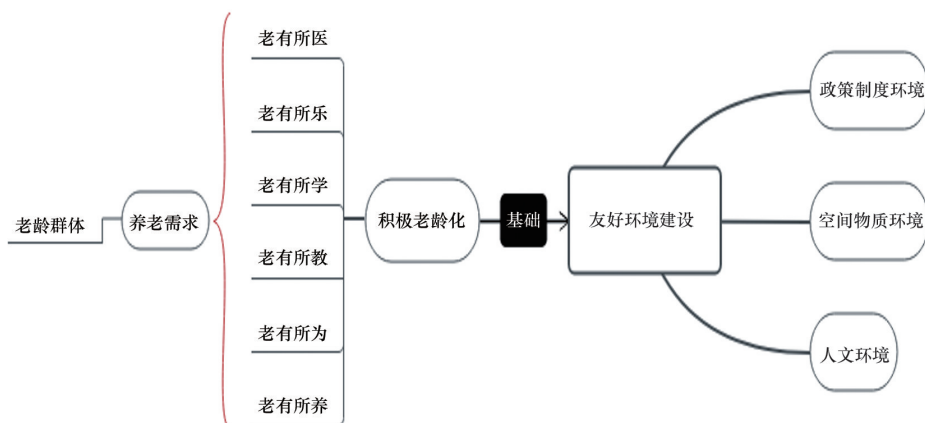 老龄群体
养老需求
老有所医
老有所乐
老有所学
老有所教
老有所为
老有所养
积极老龄化
基础
友好环境建设
政策制度环境
空间物质环境
人文环境